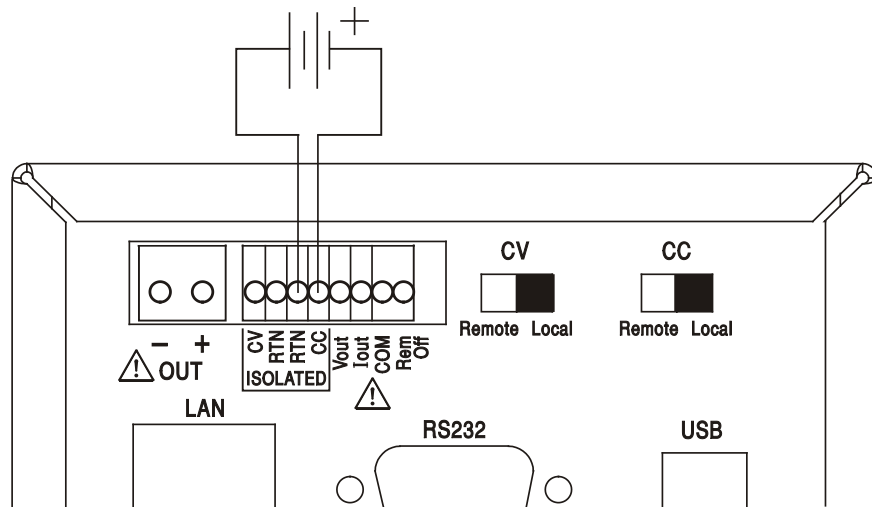 +
CV CC
Remote Local Remote Local
− +
OUT
CV RTN RTN CC Vout Iout COM Rem Off
ISOLATED
!
!
LAN
RS232
USB